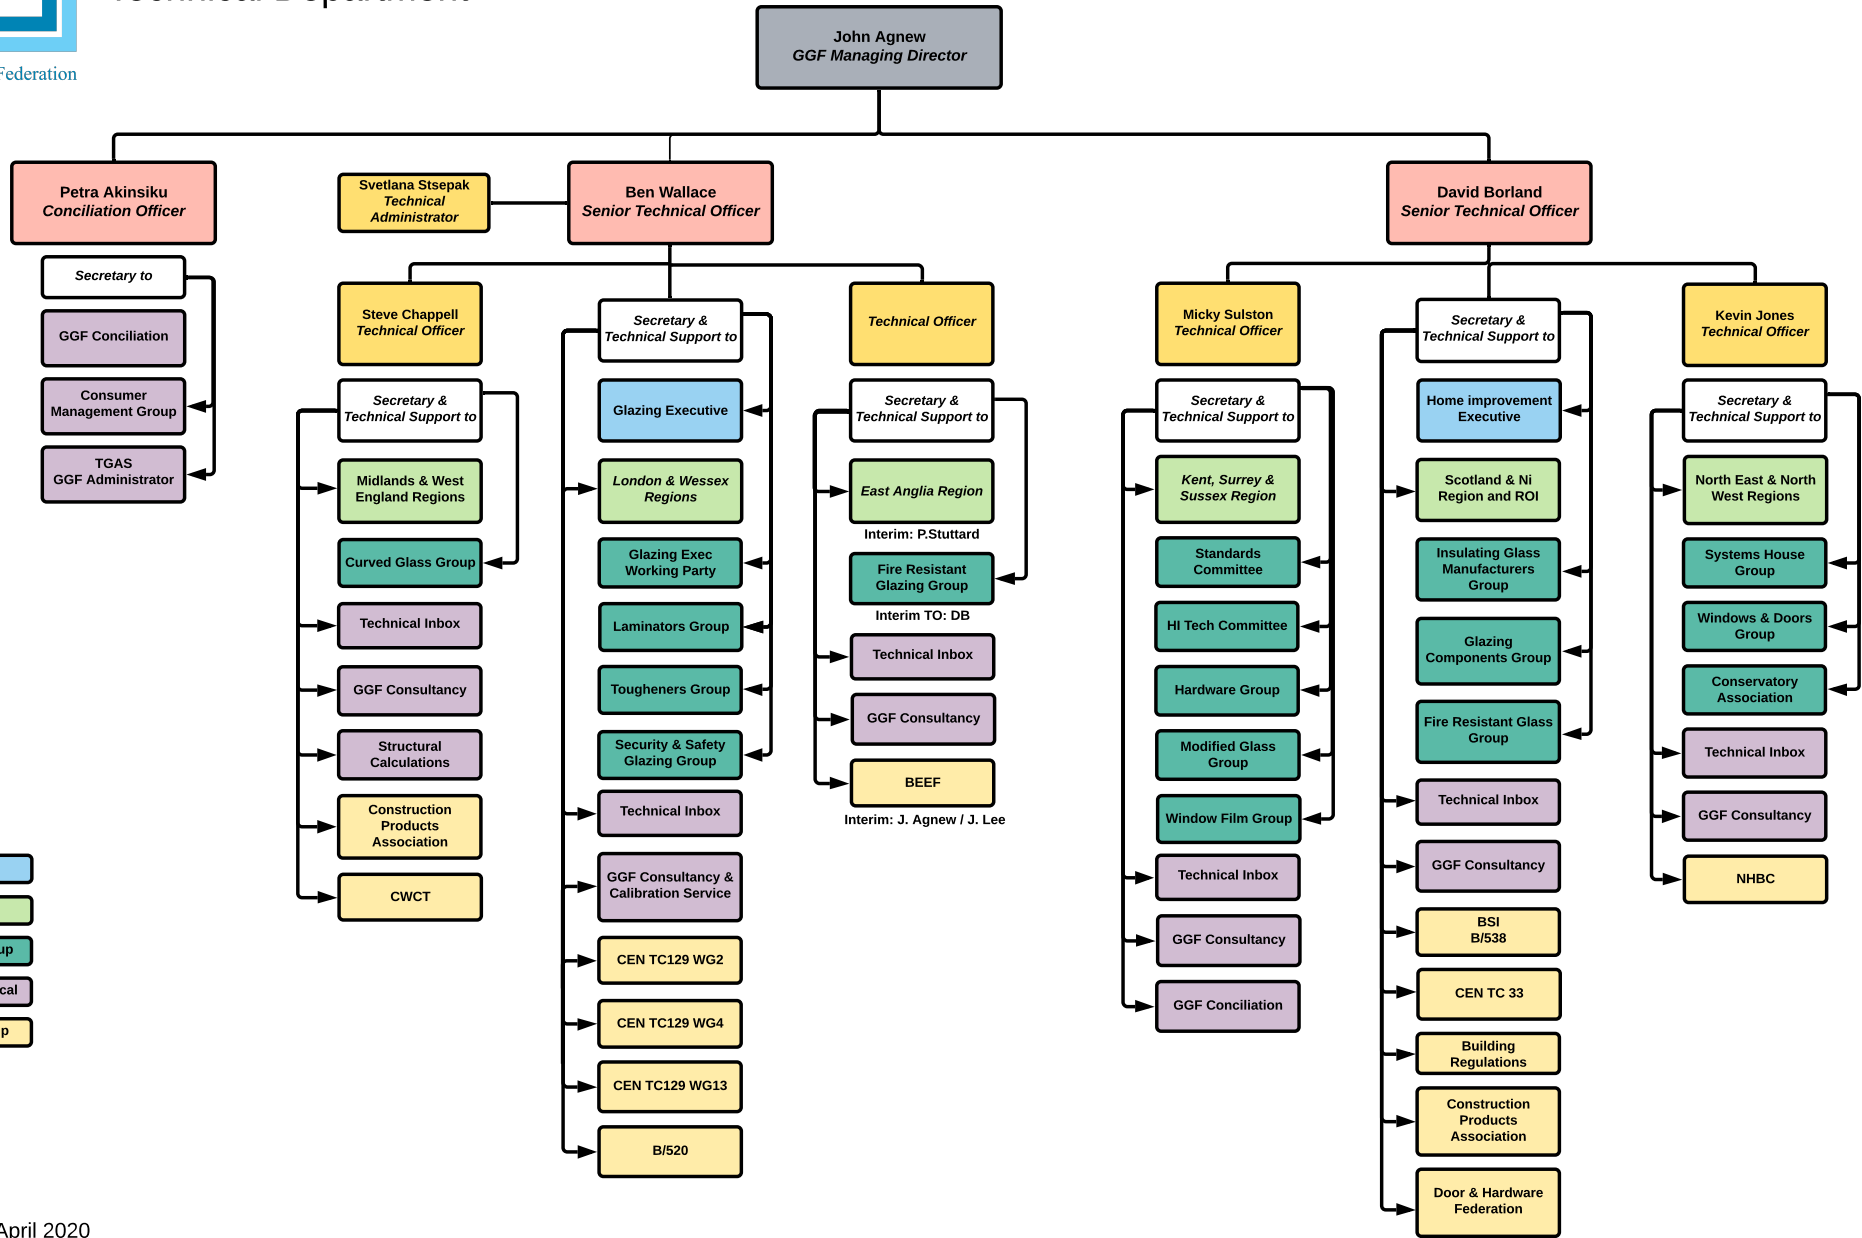 Technical Department
Federation
John Agnew
GGF Managing Director
Petra Akinsiku
Conciliation Officer
Svetlana Stsepak
Technical
Administrator
Ben Wallace
Senior Technical Officer
David Borland
Senior Technical Officer
Secretary to
GGF Conciliation
Consumer
Management Group
TGAS
GGF Administrator
Steve Chappell
Technical Officer
Secretary &
Technical Support to
Midlands & West
England Regions
Curved Glass Group
Technical Inbox
GGF Consultancy
Structural
Calculations
Construction
Products
Association
CWCT
Secretary &
Technical Support to
Glazing Executive
London & Wessex
Regions
Glazing Exec
Working Party
Laminators Group
Tougheners Group
Security & Safety
Glazing Group
Technical Inbox
GGF Consultancy &
Calibration Service
CEN TC129 WG2
CEN TC129 WG4
CEN TC129 WG13
B/520
Technical Officer
Secretary &
Technical Support to
East Anglia Region
Interim: P.Stuttard
Fire Resistant
Glazing Group
Interim TO: DB
Technical Inbox
GGF Consultancy
BEEF
Interim: J. Agnew / J. Lee
Micky Sulston
Technical Officer
Secretary &
Technical Support to
Kent, Surrey &
Sussex Region
Standards
Committee
HI Tech Committee
Hardware Group
Modified Glass
Group
Window Film Group
Technical Inbox
GGF Consultancy
GGF Conciliation
Secretary &
Technical Support to
Home improvement
Executive
Scotland & Ni
Region and ROI
Insulating Glass
Manufacturers
Group
Glazing
Components Group
Fire Resistant Glass
Group
Technical Inbox
GGF Consultancy
BSI
B/538
CEN TC 33
Building
Regulations
Construction
Products
Association
Door & Hardware
Federation
Kevin Jones
Technical Officer
Secretary &
Technical Support to
North East & North
West Regions
Systems House
Group
Windows & Doors
Group
Conservatory
Association
Technical Inbox
GGF Consultancy
NHBC
up
cal
p
April 2020